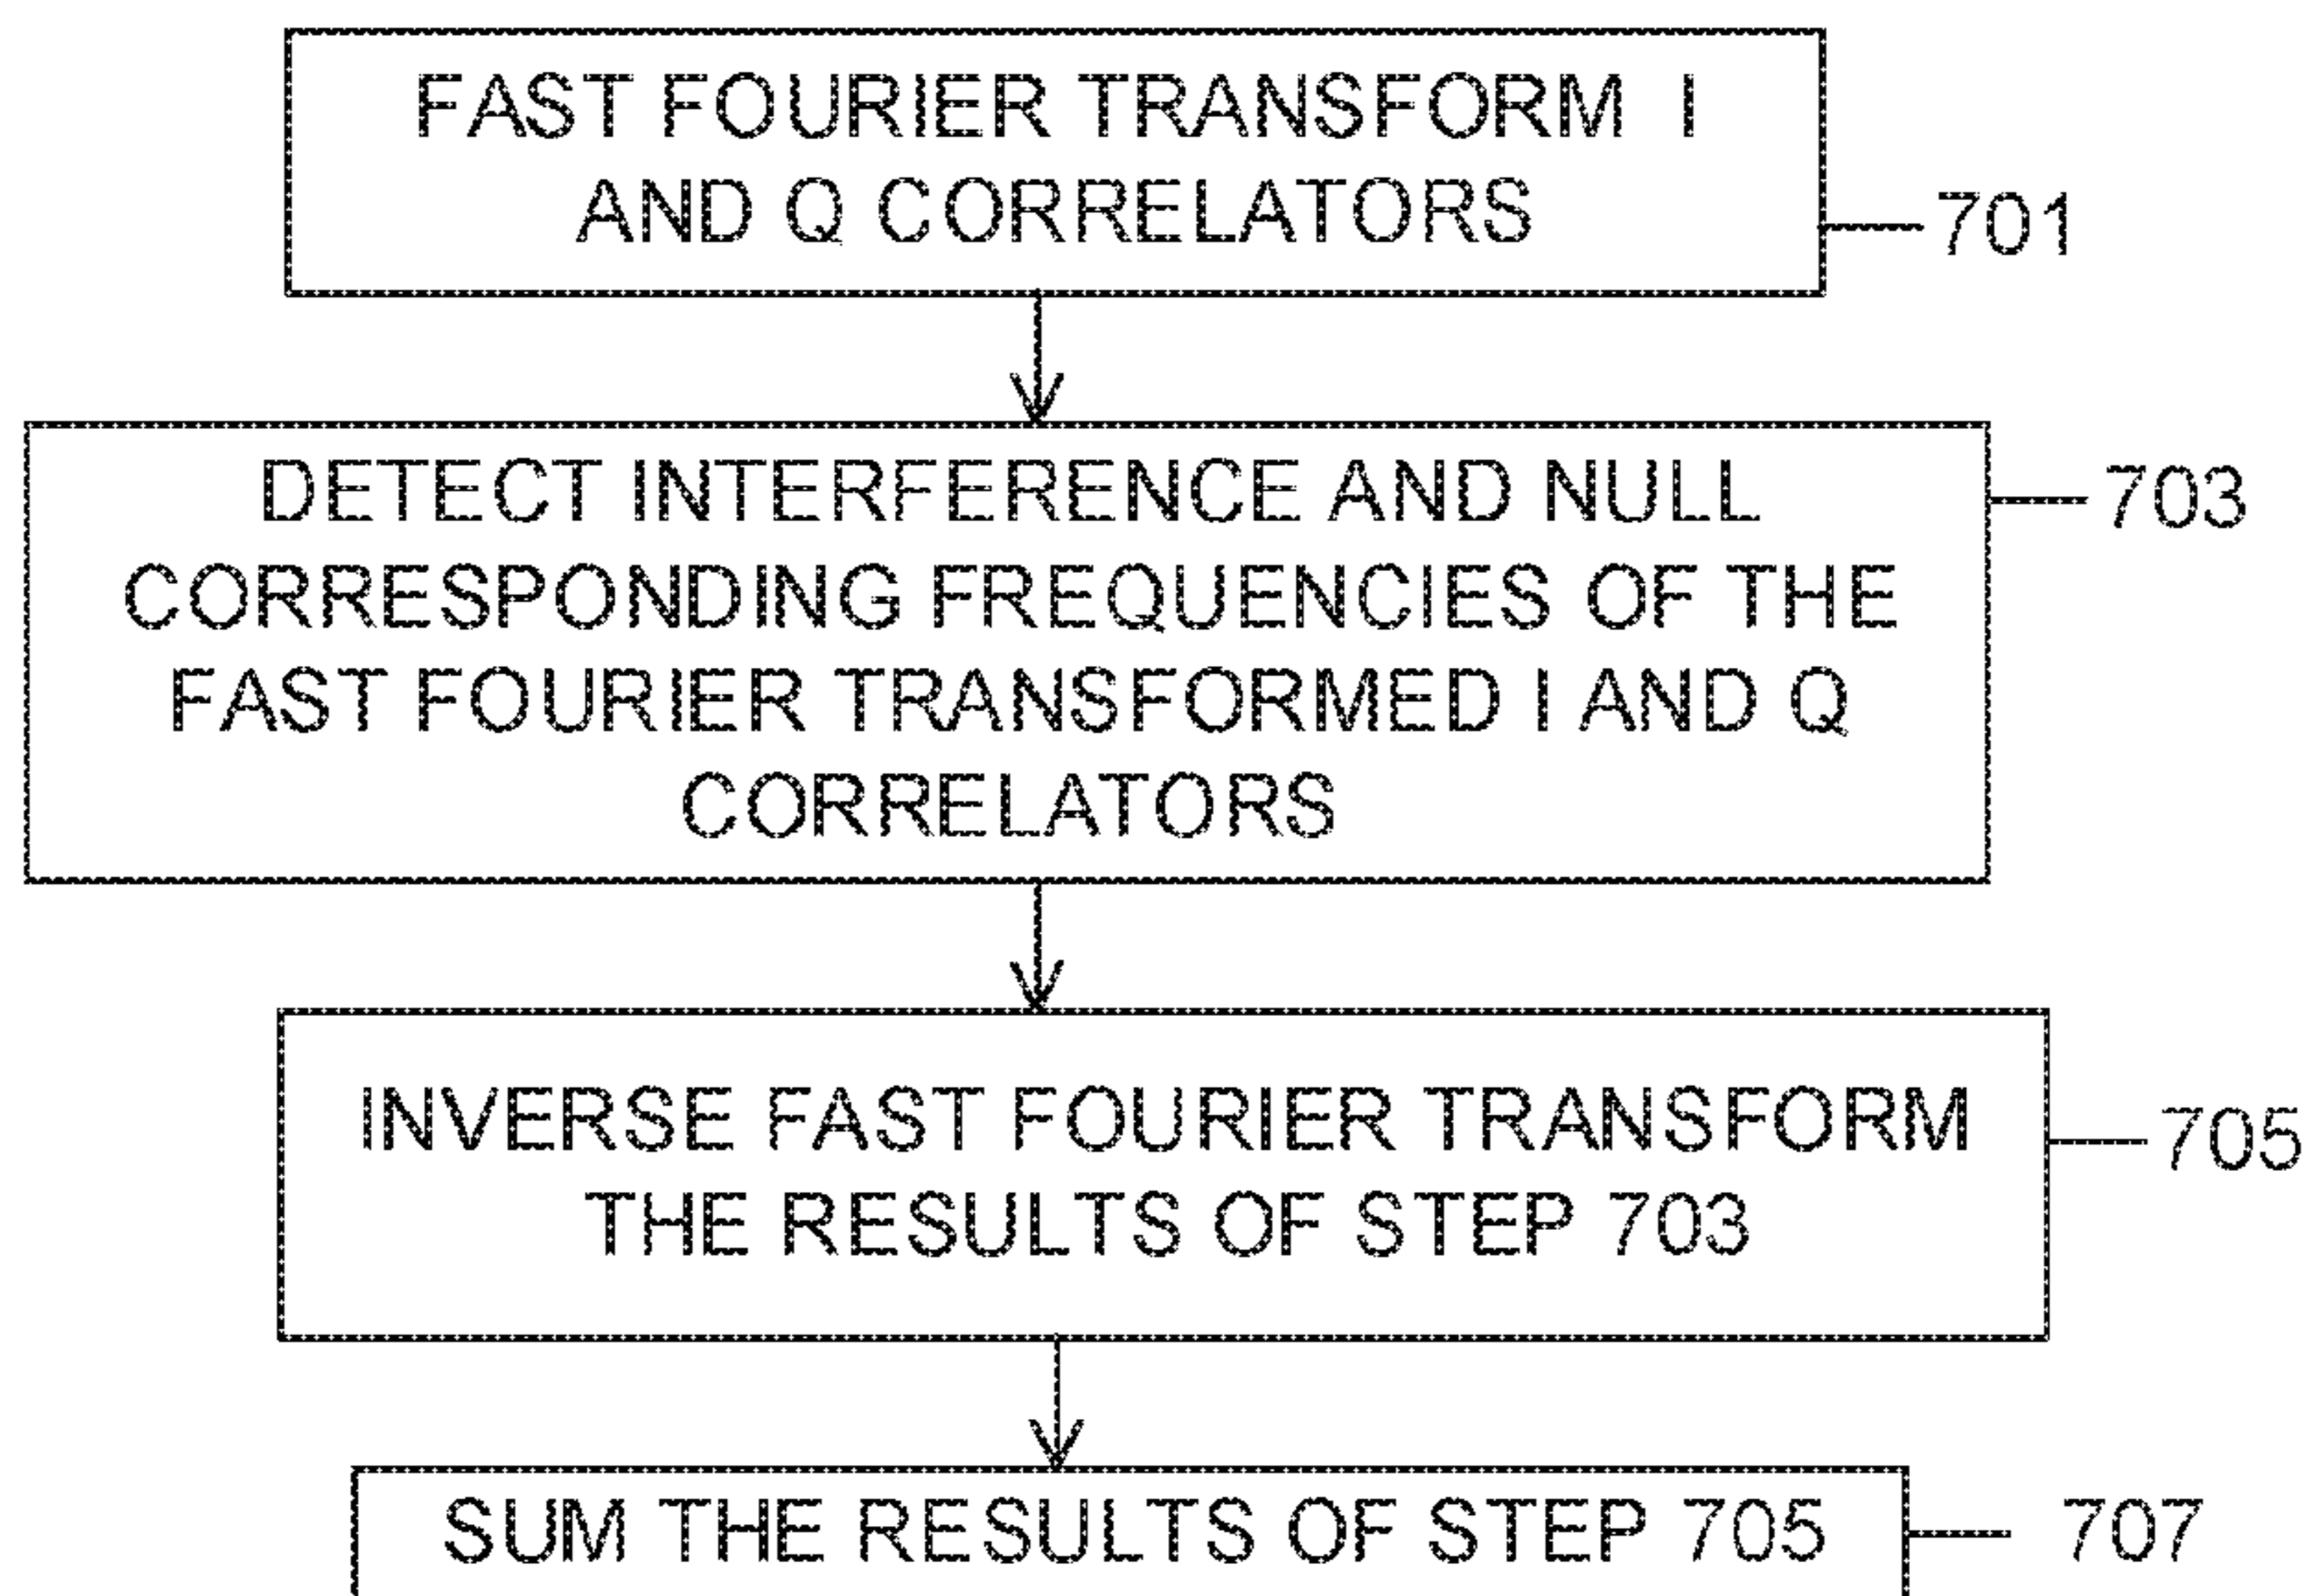 FAST FOURIER TRANSFORM I
AND Q CORRELATORS
701
DETECT INTERFERENCE AND NULL
703
CORRESPONDING FREQUENCIES OF THE
FAST FOURIER TRANSFORMED I AND Q
CORRELATORS
INVERSE FAST FOURIER TRANSFORM
705
THE RESULTS OF STEP 703
SUM THE RESULTS OF STEP 705
707